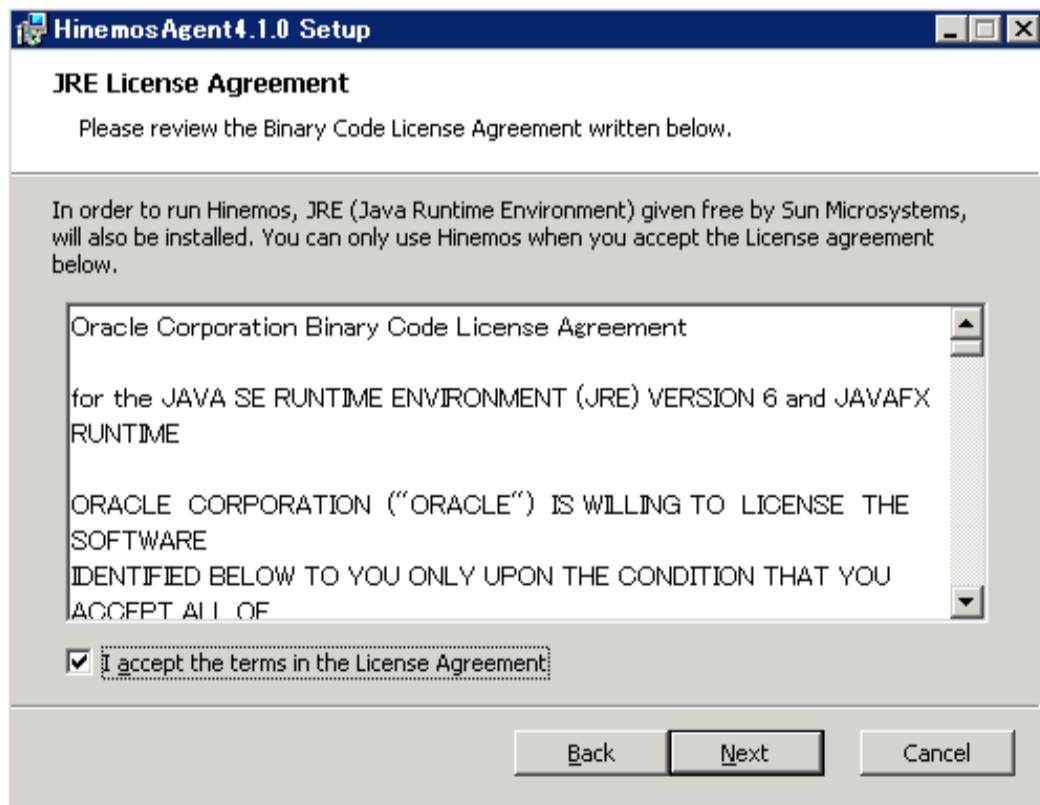 HinemosAgent4.1.0 Setup
JRE License Agreement
Please review the Binary Code License Agreement written below.
In order to run Hinemos, JRE (Java Runtime Environment) given free by Sun Microsystems,
will also be installed. You can only use Hinemos when you accept the License agreement
below.
Oracle Corporation Binary Code License Agreement
for the JAVA SE RUNTIME ENVIRONMENT (JRE) VERSION 6 and JAVAFX
RUNTIME
ORACLE CORPORATION ("ORACLE") IS WILLING TO LICENSE THE
SOFTWARE
IDENTIFIED BELOW TO YOU ONLY UPON THE CONDITION THAT YOU
ACCEPT ALL OF
I accept the terms in the License Agreement
Back Next Cancel